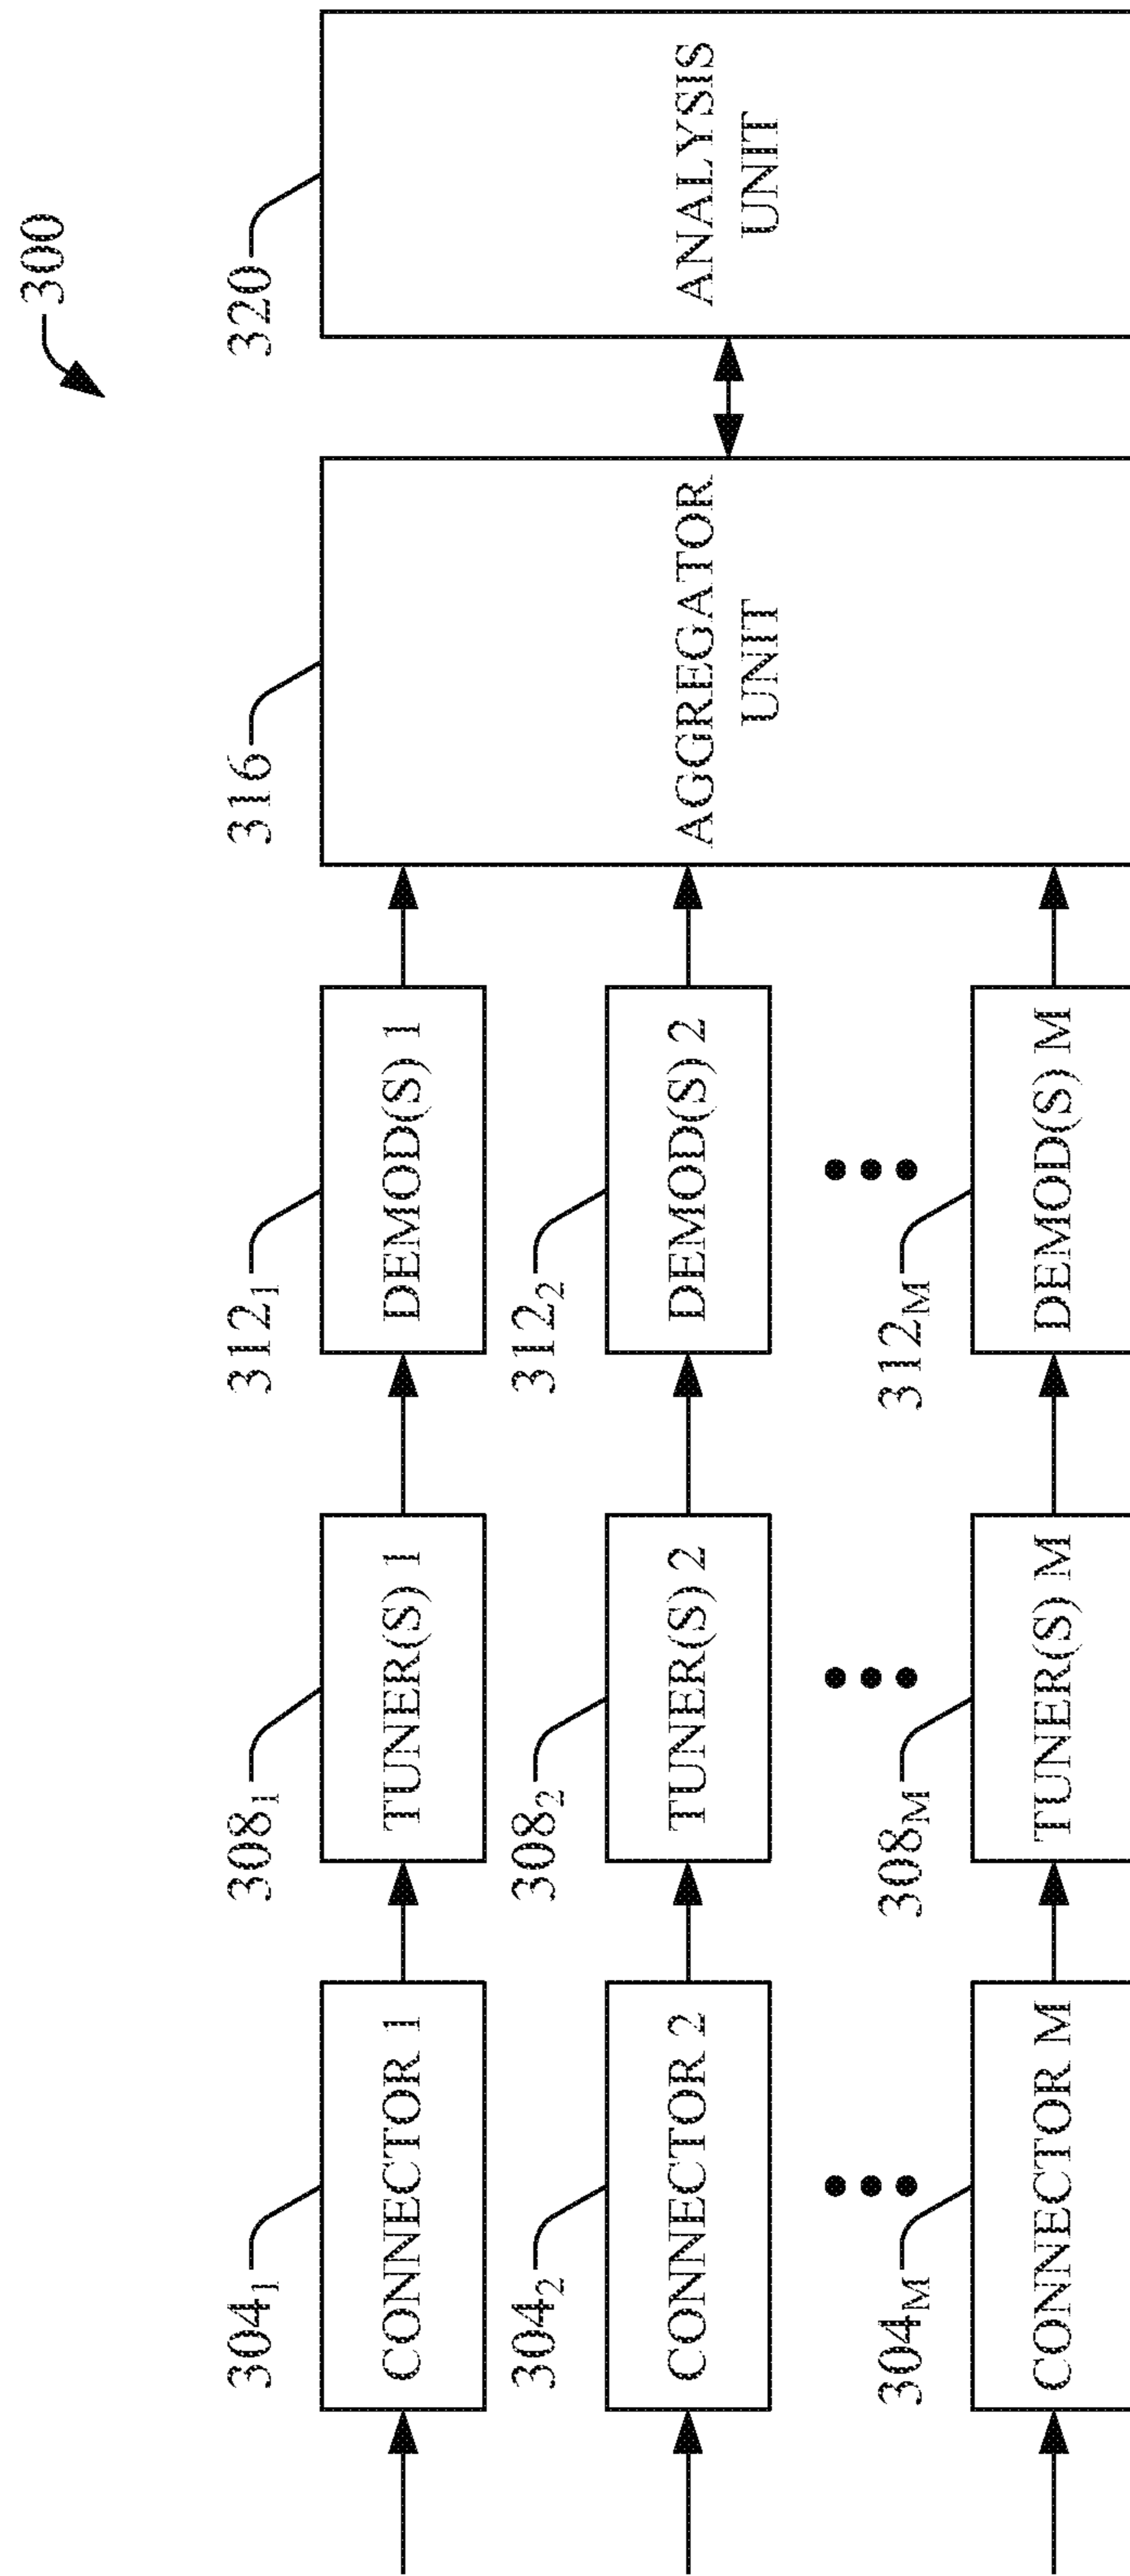 300
304₁
308₁
312₁
316
320
CONNECTOR 1
TUNER(S) 1
DEMOD(S) 1
AGGREGATOR
UNIT
ANALYSIS
UNIT
304₂
308₂
312₂
CONNECTOR 2
TUNER(S) 2
DEMOD(S) 2
304M
308M
312M
CONNECTOR M
TUNER(S) M
DEMOD(S) M